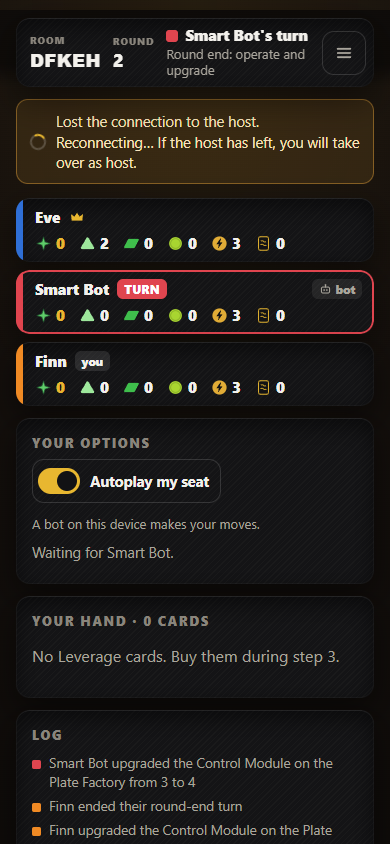 ROOM
DFKEH
ROUND
2
Smart Bot's turn
Round end: operate and
upgrade
Lost the connection to the host.
Reconnecting... If the host has left, you will take
over as host.
Eve
0 2 0 0 3 0
Smart Bot TURN bot
0 0 0 0 3 0
Finn you
0 0 0 0 3 0
YOUR OPTIONS
Autoplay my seat
A bot on this device makes your moves.
Waiting for Smart Bot.
YOUR HAND · 0 CARDS
No Leverage cards. Buy them during step 3.
LOG
Smart Bot upgraded the Control Module on the
Plate Factory from 3 to 4
Finn ended their round-end turn
Finn upgraded the Control Module on the Plate